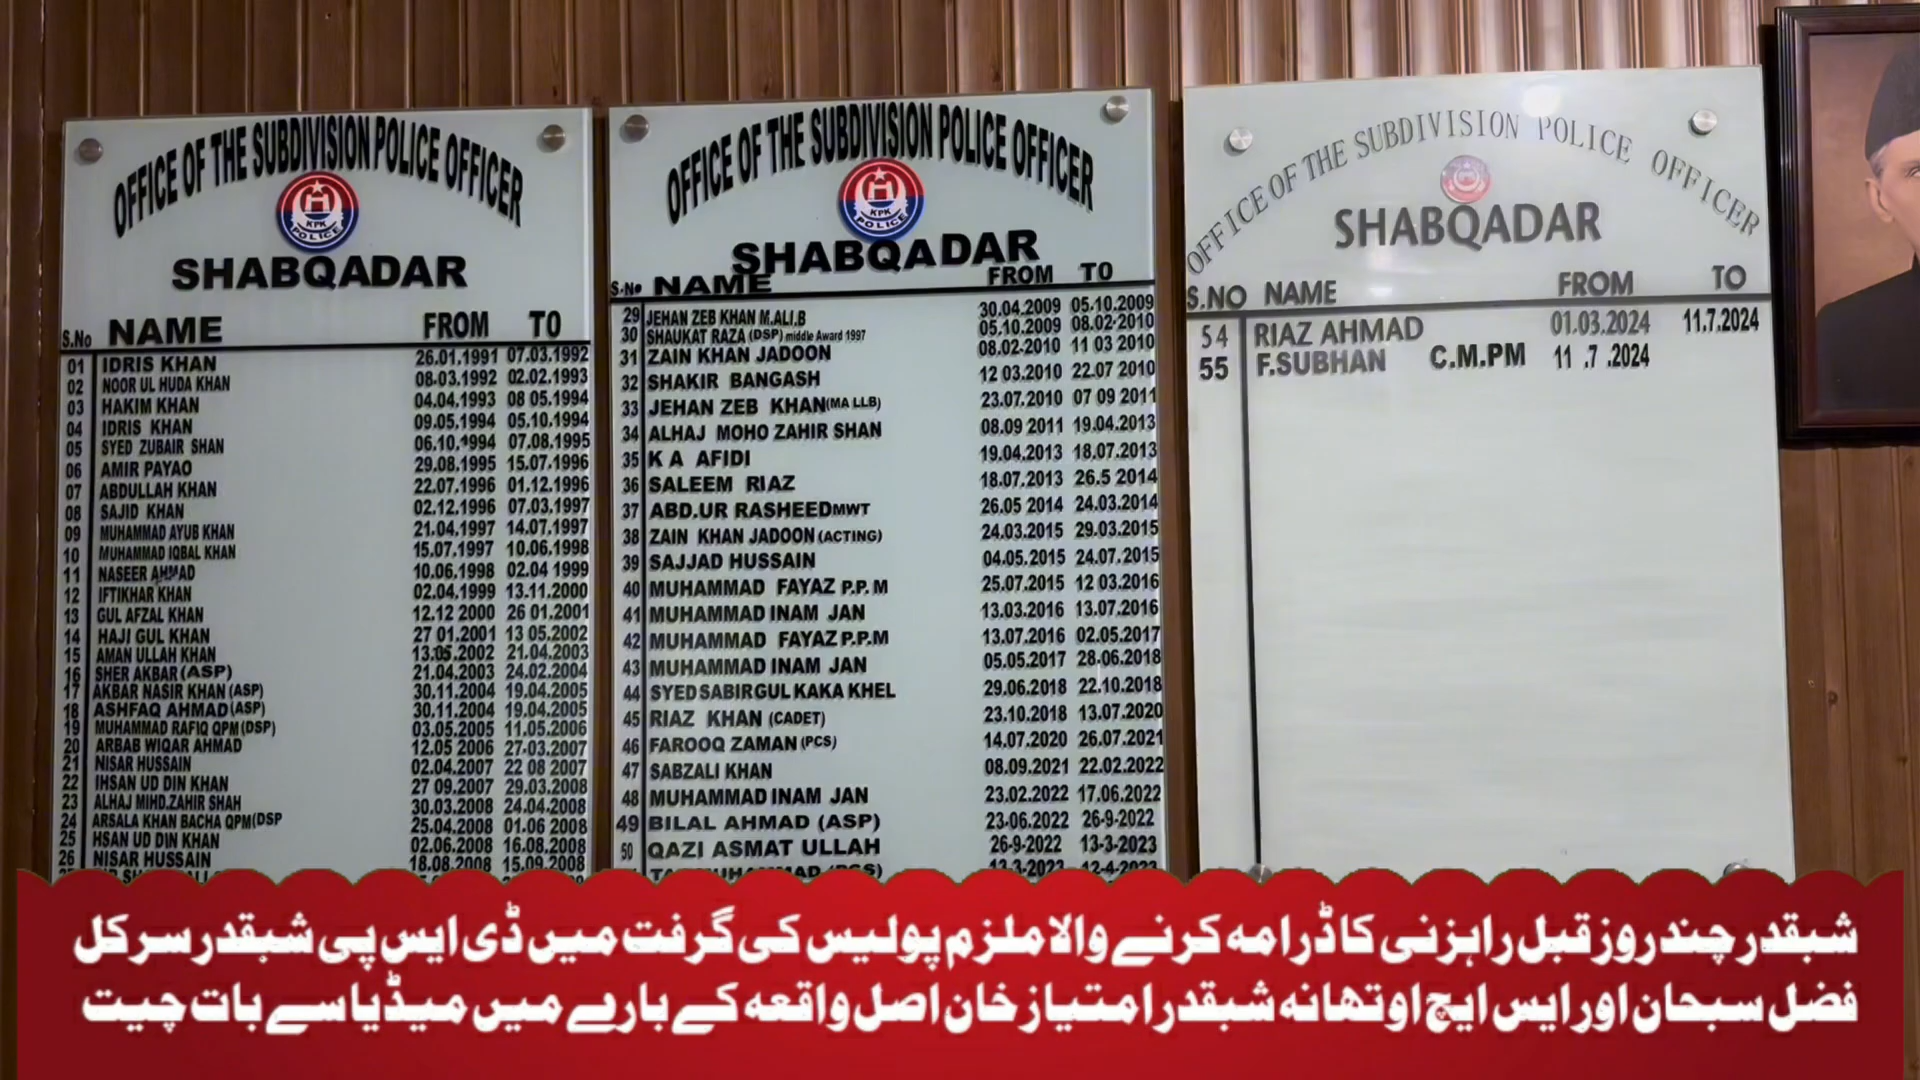 OFFICE OF THE SUBDIVISION POLICE OFFICER
KPK
POLICE
SHABQADAR
S.No NAME FROM TO
01 IDRIS KHAN 26.01.1991 07.03.1992
02 NOOR UL HUDA KHAN 08-03.1992 02.02.1993
03 HAKIM KHAN 04.04.1993 08 05.1994
04 IDRIS KHAN 09.05.1994 05.10.1994
05 SYED ZUBAIR SHAN 06.10.1994 07.08.1995
06 AMIR PAYAO 29.08.1995 15.07.1996
07 ABDULLAH KHAN 22.07.1996 01.12.1996
08 SAJID KHAN 02.12.1996 07.03.1997
09 MUHAMMAD AYUB KHAN 21.04.1997 14.07.1997
10 MUHAMMAD IQBAL KHAN 15.07.1997 10.06.1998
11 NASEER AHMAD 10.06.1998 02.04 1999
12 IFTIKHAR KHAN 02.04.1999 13.11.2000
13 GUL AFZAL KHAN 12.12 2000 26 01.2001
14 HAJI GUL KHAN 27 01.2001 13 05.2002
15 AMAN ULLAH KHAN 13.05.2002 21.04.2003
16 SHER AKBAR (ASP) 21.04.2003 24.02.2004
17 AKBAR NASIR KHAN (ASP) 30.11.2004 19.04.2005
18 ASHFAQ AHMAD (ASP) 30.11.2004 19.04.2005
19 MUHAMMAD RAFIQ QPM (DSP) 03.05.2005 11.05.2006
20 ARBAB WIQAR AHMAD 12.05 2006 27-03.2007
21 NISAR HUSSAIN 02.04.2007 22 08 2007
22 IHSAN UD DIN KHAN 27 09.2007 29.03.2008
23 ALHAJ MIHD.ZAHIR SHAH 30.03.2008 24.04.2008
24 ARSALA KHAN BACHA QPM(DSP 25.04.2008 01.06 2008
25 HSAN UD DIN KHAN 02.06.2008 16.08.2008
26 NISAR HUSSAIN 18.08.2008 15.09.2008
OFFICE OF THE SUBDIVISION POLICE OFFICER
KPK
POLICE
SHABQADAR
S.No NAME FROM TO
29 JEHAN ZEB KHAN M.ALI.B 30.04.2009 05.10.2009
30 SHAUKAT RAZA (DSP) middle Award 1997 05.10.2009 08.02.2010
31 ZAIN KHAN JADOON 08.02-2010 11 03 2010
32 SHAKIR BANGASH 12 03.2010 22.07 2010
33 JEHAN ZEB KHAN (MA LLB) 23.07.2010 07 09 2011
34 ALHAJ MOHO ZAHIR SHAN 08.09 2011 19.04.2013
35 K A AFIDI 19.04.2013 18.07.2013
36 SALEEM RIAZ 18.07.2013 26.5 2014
37 ABD.UR RASHEED MWT 26.05 2014 24.03.2014
38 ZAIN KHAN JADOON (ACTING) 24.03.2015 29.03.2015
39 SAJJAD HUSSAIN 04.05.2015 24.07.2015
40 MUHAMMAD FAYAZ P.P.M 25.07.2015 12 03.2016
41 MUHAMMAD INAM JAN 13.03.2016 13.07.2016
42 MUHAMMAD FAYAZ P.P.M 13.07.2016 02.05.2017
43 MUHAMMAD INAM JAN 05.05.2017 28.06.2018
44 SYED SABIR GUL KAKA KHEL 29.06.2018 22.10.2018
45 RIAZ KHAN (CADET) 23.10.2018 13.07.2020
46 FAROOQ ZAMAN (PCS) 14.07.2020 26.07.2021
47 SABZALI KHAN 08.09.2021 22.02.2022
48 MUHAMMAD INAM JAN 23.02.2022 17.06.2022
49 BILAL AHMAD (ASP) 23-06.2022 26-9-2022
50 QAZI ASMAT ULLAH 26-9-2022 13-3-2023
13-3-2023 12-4-2023
OFFICE OF THE SUBDIVISION POLICE OFFICER
SHABQADAR
S.NO NAME FROM TO
54 RIAZ AHMAD 01.03.2024 11.7.2024
55 F.SUBHAN C.M.PM 11 .7 .2024
شبقدر چند روز قبل راہزنی کا ڈرامہ کرنے والا ملزم پولیس کی گرفت میں ڈی ایس پی شبقدر سرکل
فضل سبحان اور ایس ایچ او تھانہ شبقدر امتیاز خان اصل واقعہ کے بارے میں میڈیا سے بات چیت